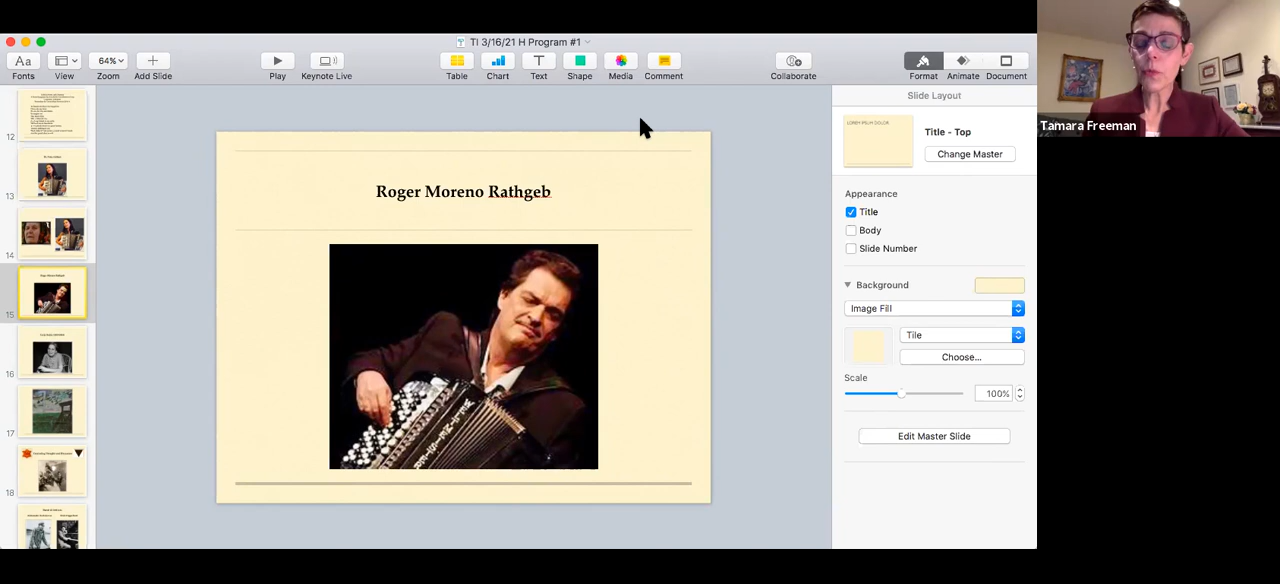 TI 3/16/21 H Program #1
64%
Fonts View Zoom Add Slide Play Keynote Live Table Chart Text Shape Media Comment Collaborate Format Animate Document
Slide Layout
Title - Top
Change Master
Appearance
Title
Body
Slide Number
Background
Image Fill
Tile
Choose...
Scale
100%
Edit Master Slide
12
13
14
15
16
17
18
Roger Moreno Rathgeb
Tamara Freeman